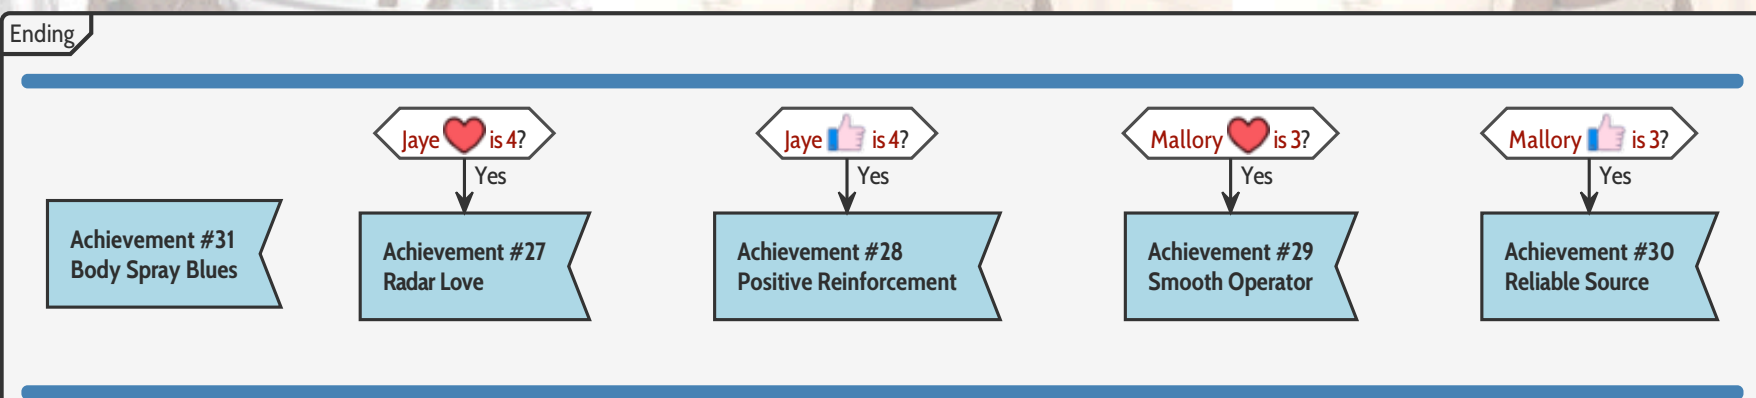 Ending
Jaye ❤️ is 4?
Jaye 👍 is 4?
Mallory ❤️ is 3?
Mallory 👍 is 3?
Yes
Yes
Yes
Yes
Achievement #31
Body Spray Blues
Achievement #27
Radar Love
Achievement #28
Positive Reinforcement
Achievement #29
Smooth Operator
Achievement #30
Reliable Source